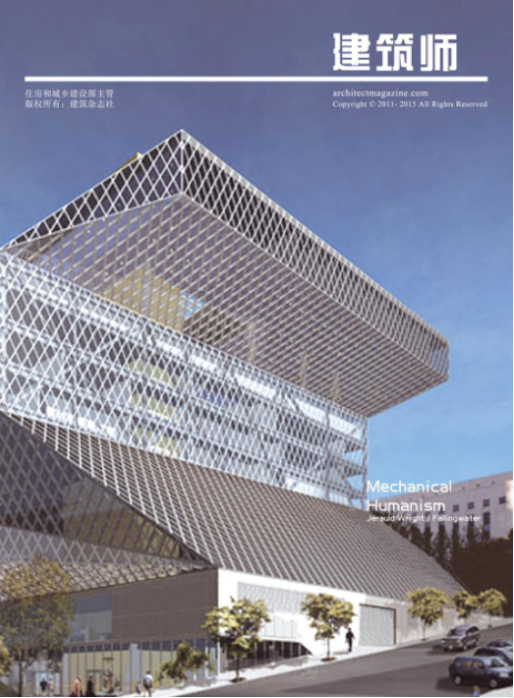 建筑师
住房和城乡建设部主管
版权所有：建筑杂志社
architectmagazine.com
Copyright © 2011- 2015 All Rights Reserved
Mechanical
Humanism
Jerauld Wright / Fallingwater